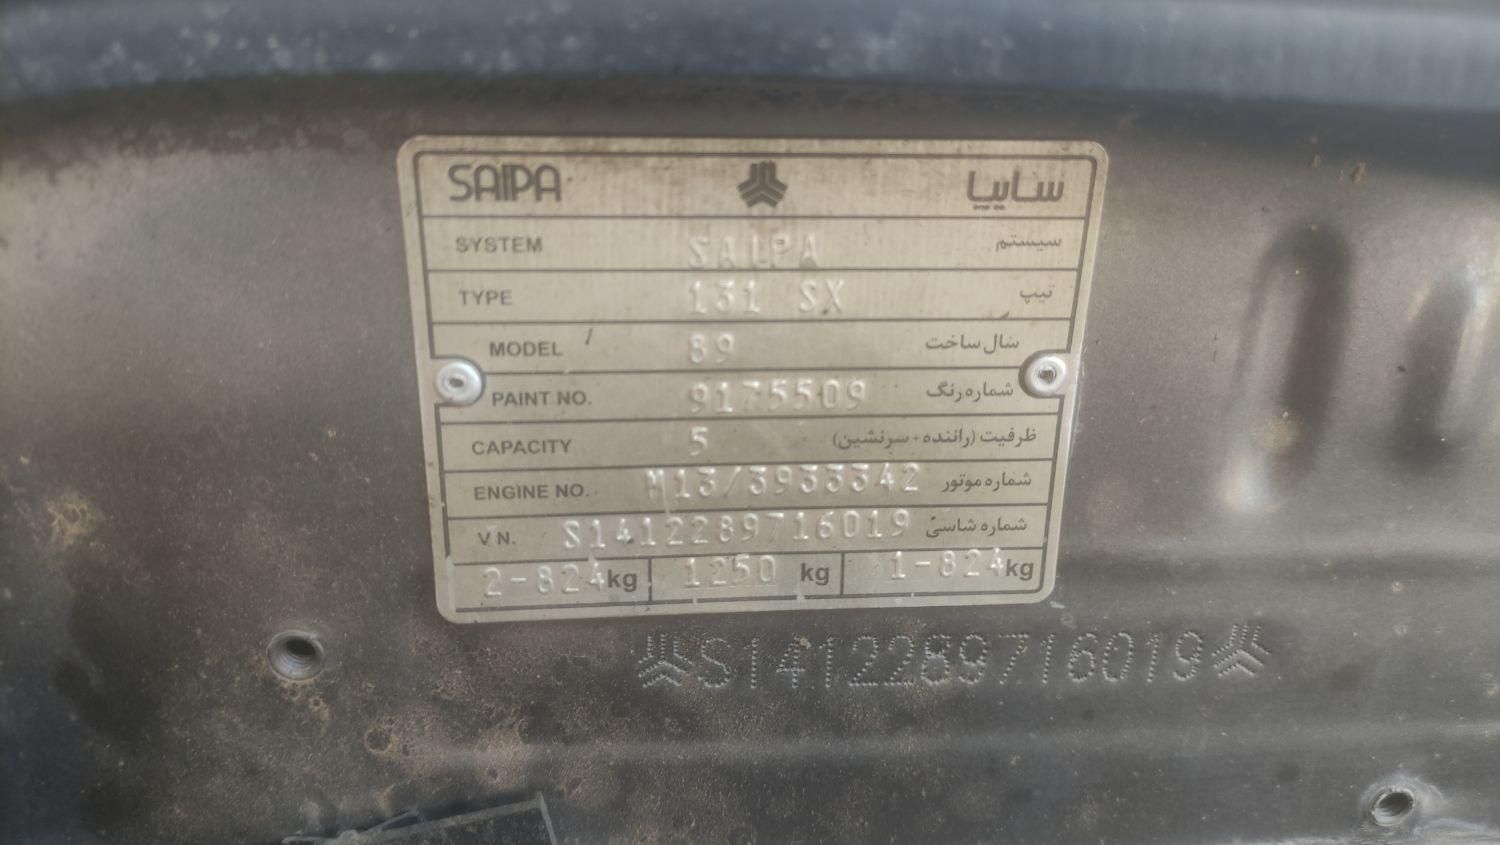 SAIPA سایپا
SYSTEM SAIPA سیستم
TYPE 131 SX تیپ
MODEL 89 سال ساخت
PAINT NO. 9175509 شماره رنگ
CAPACITY 5 ظرفیت (راننده + سرنشین)
ENGINE NO. M13/3933342 شماره موتور
V N. S1412289716019 شماره شاسی
2-824kg 1250 kg 1-824kg
S1412289716019